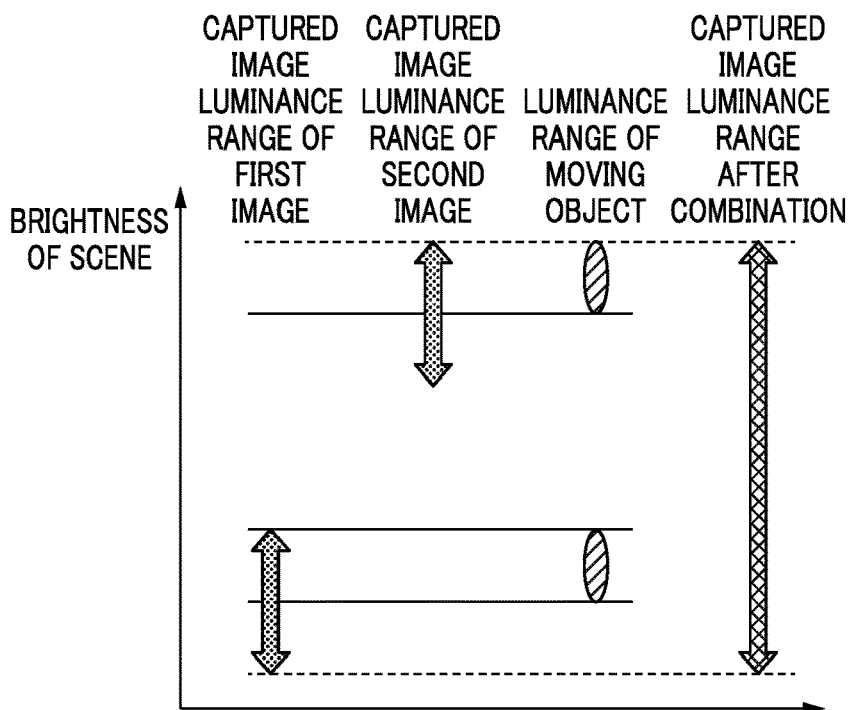 CAPTURED
IMAGE
LUMINANCE
RANGE OF
FIRST
IMAGE
CAPTURED
IMAGE
LUMINANCE
RANGE OF
SECOND
IMAGE
LUMINANCE
RANGE OF
MOVING
OBJECT
CAPTURED
IMAGE
LUMINANCE
RANGE
AFTER
COMBINATION
BRIGHTNESS
OF SCENE